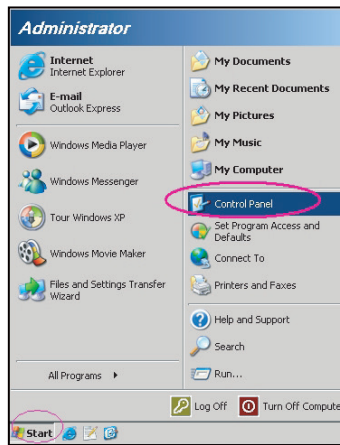 Administrator
Internet
Internet Explorer
E-mail
Outlook Express
Windows Media Player
Windows Messenger
Tour Windows XP
Windows Movie Maker
Files and Settings Transfer
Wizard
All Programs
My Documents
My Recent Documents
My Pictures
My Music
My Computer
Control Panel
Set Program Access and
Defaults
Connect To
Printers and Faxes
Help and Support
Search
Run...
Log Off
Turn Off Compute
Start